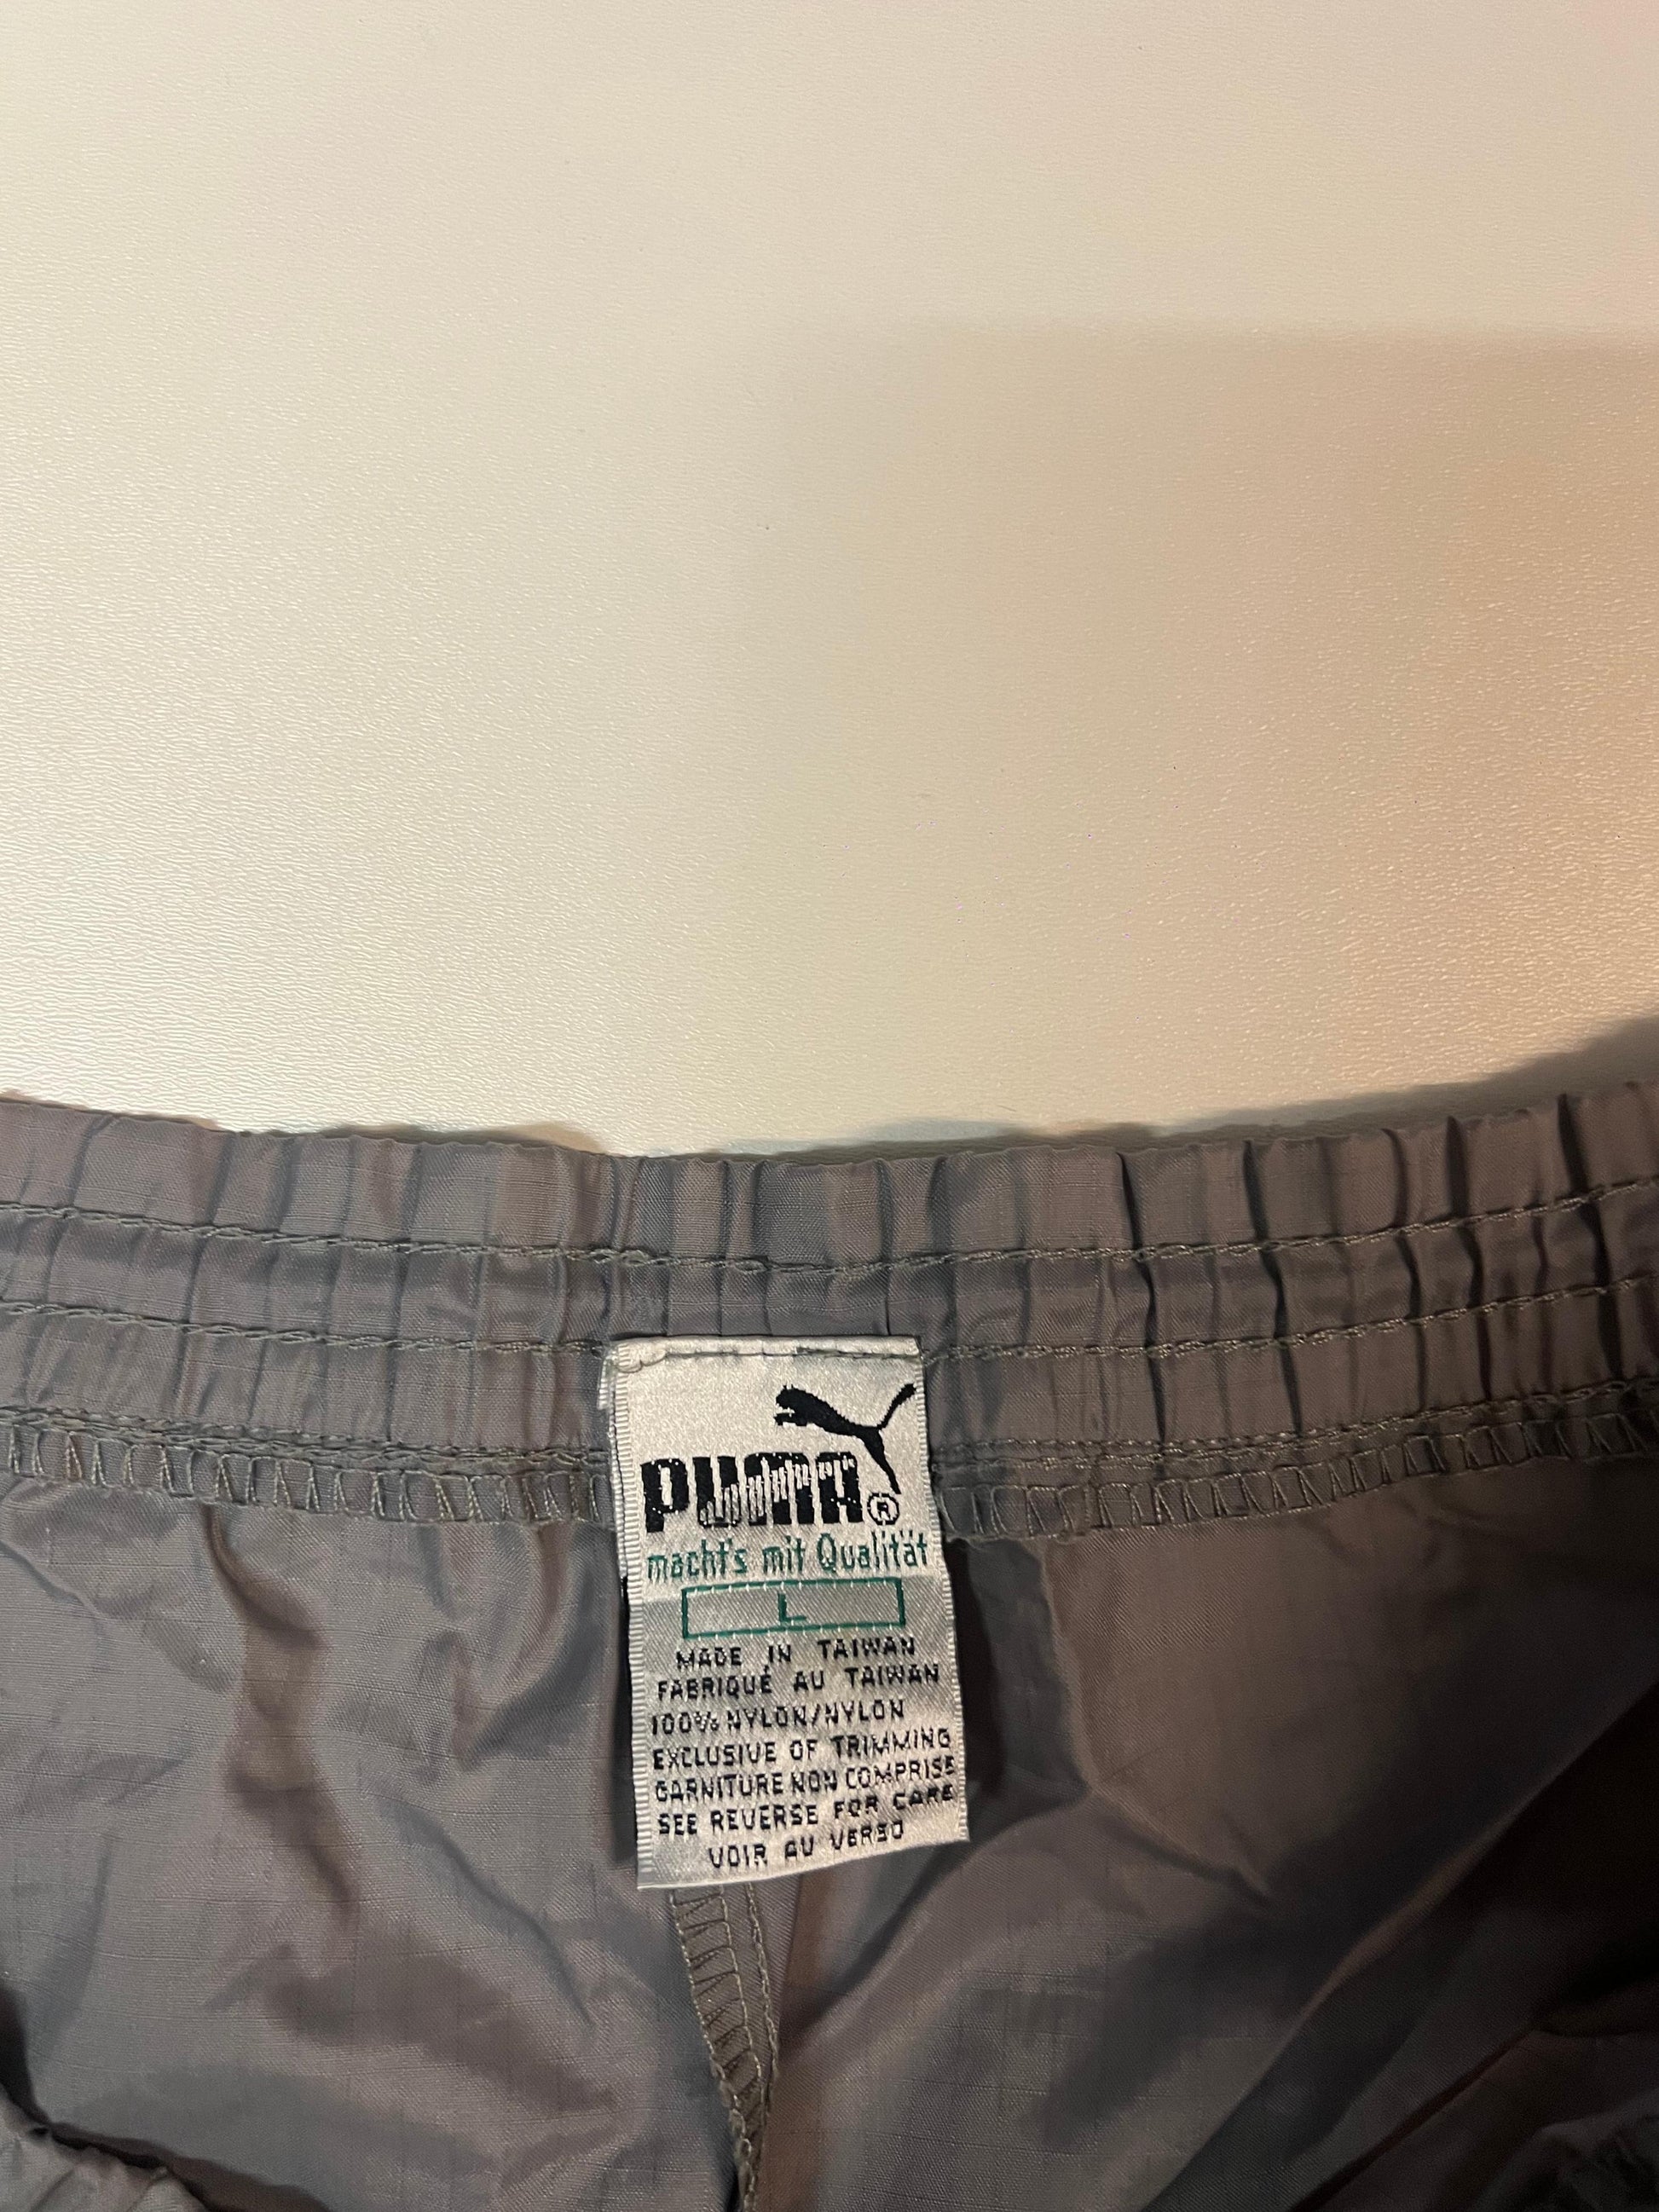 PUMA®
macht's mit Qualität
L
MADE IN TAIWAN
FABRIQUÉ AU TAIWAN
100% NYLON/NYLON
EXCLUSIVE OF TRIMMING
GARNITURE NON COMPRISE
SEE REVERSE FOR CARE
VOIR AU VERSO